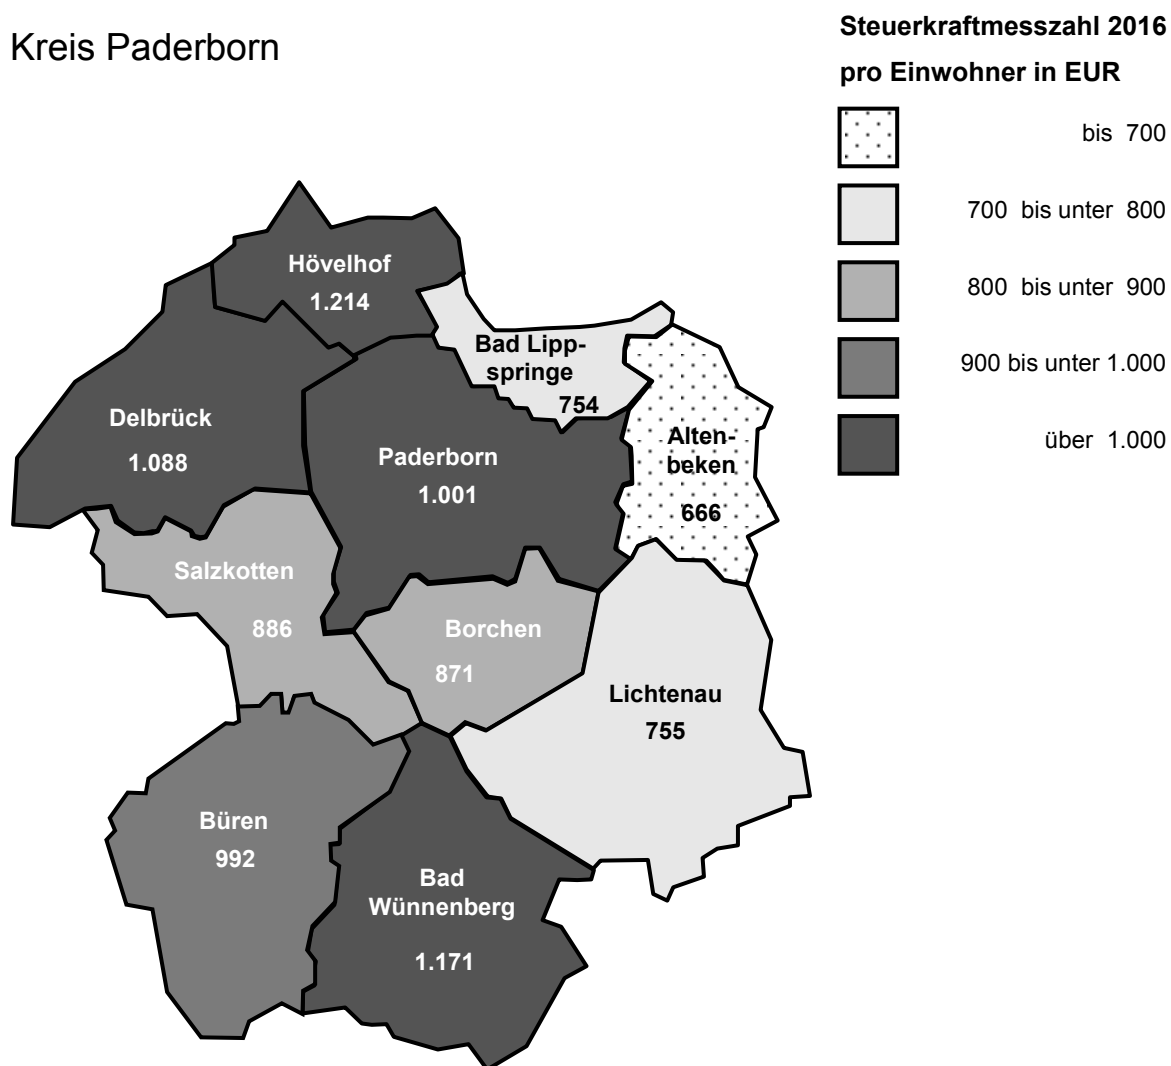 Kreis Paderborn
Steuerkraftmesszahl 2016
pro Einwohner in EUR
bis 700
700 bis unter 800
800 bis unter 900
900 bis unter 1.000
über 1.000
Hövelhof
1.214
Bad Lipp-
springe
754
Delbrück
1.088
Paderborn
1.001
Alten-
beken
666
Salzkotten
886
Borchen
871
Lichtenau
755
Büren
992
Bad
Wünnenberg
1.171